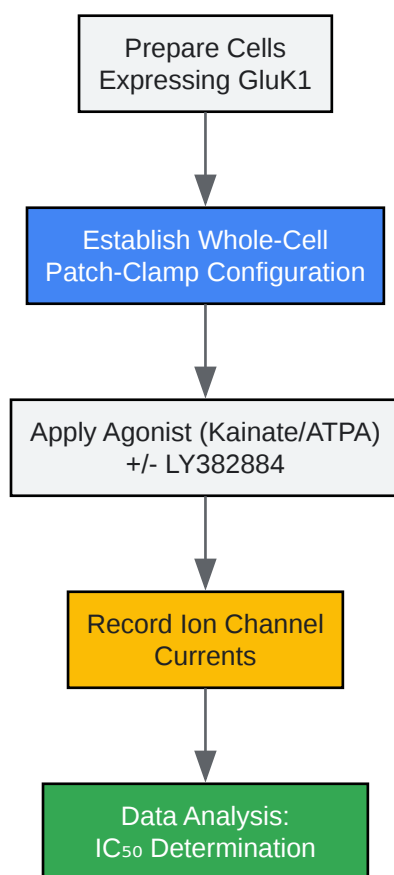 Prepare Cells
Expressing GluK1
Establish Whole-Cell
Patch-Clamp Configuration
Apply Agonist (Kainate/ATPA)
+/- LY382884
Record Ion Channel
Currents
Data Analysis:
IC₅₀ Determination